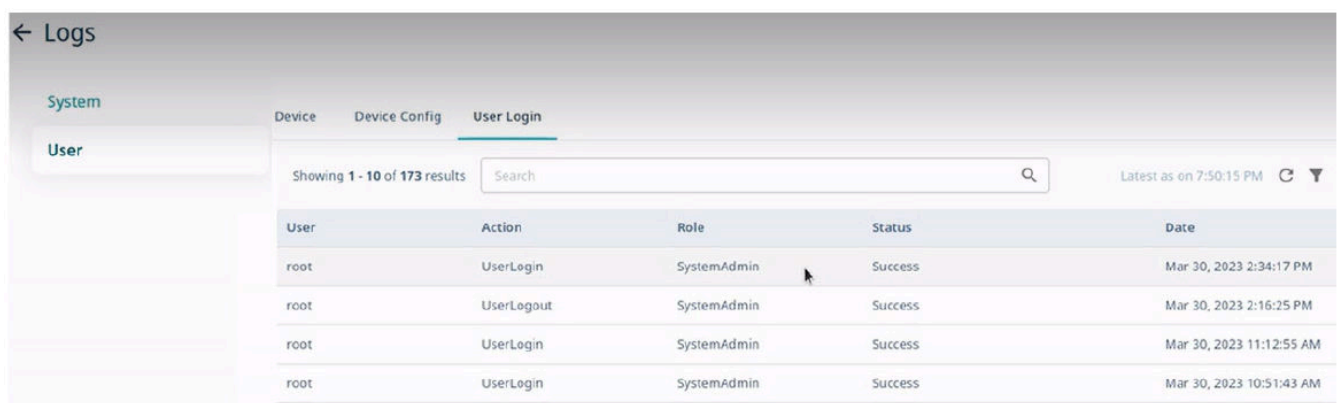 ← Logs
System
User
Device Device Config User Login
Showing 1 - 10 of 173 results Search Latest as on 7:50:15 PM
User Action Role Status Date
root UserLogin SystemAdmin Success Mar 30, 2023 2:34:17 PM
root UserLogout SystemAdmin Success Mar 30, 2023 2:16:25 PM
root UserLogin SystemAdmin Success Mar 30, 2023 11:12:55 AM
root UserLogin SystemAdmin Success Mar 30, 2023 10:51:43 AM